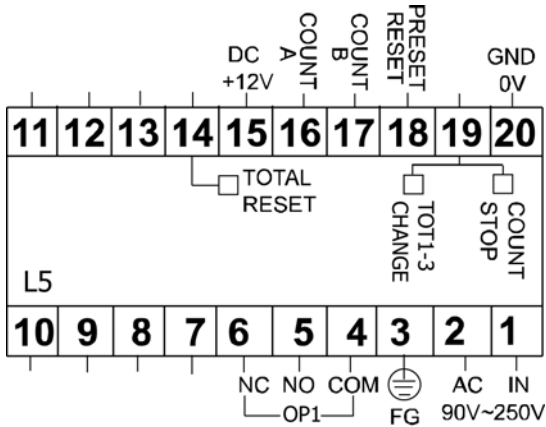 DC
+12V
COUNT
A
COUNT
B
PRESET
RESET
GND
0V
11 12 13 14 15 16 17 18 19 20
TOTAL
RESET
TOT1-3
CHANGE
COUNT
STOP
L5
10 9 8 7 6 5 4 3 2 1
NC NO COM AC IN
OP1 FG 90V~250V